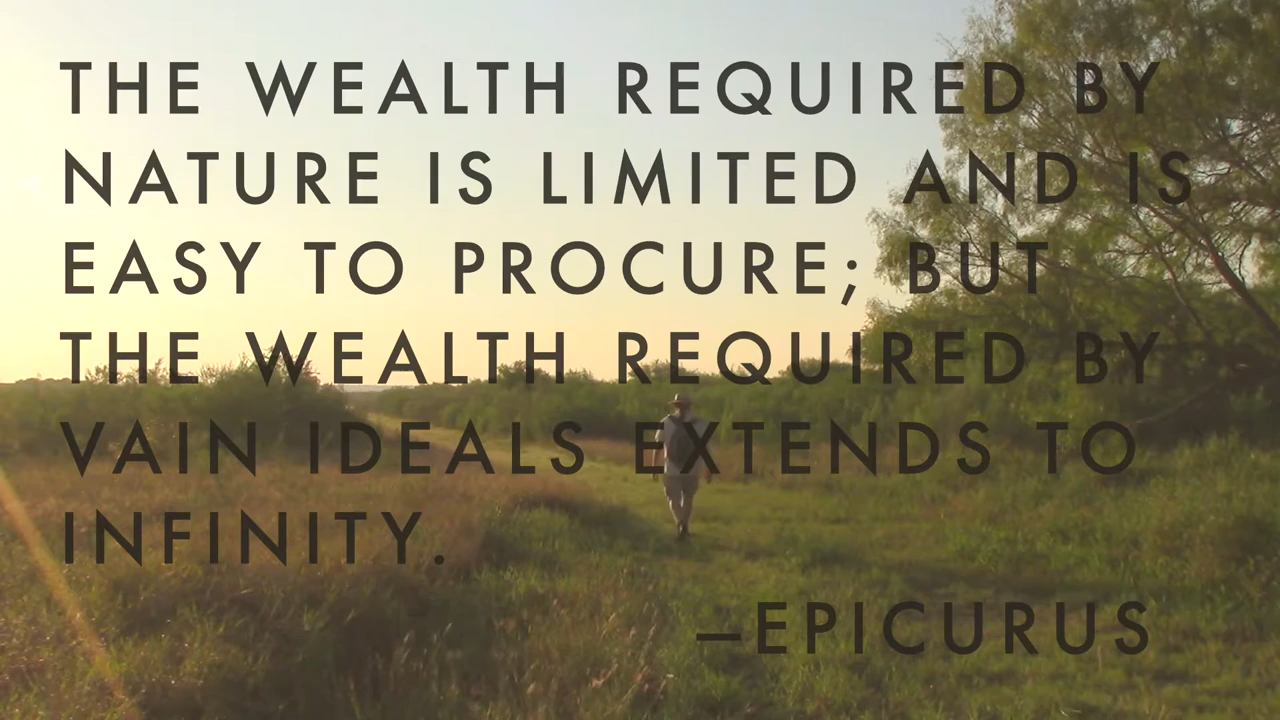 THE WEALTH REQUIRED BY
NATURE IS LIMITED AND IS
EASY TO PROCURE; BUT
THE WEALTH REQUIRED BY
VAIN IDEALS EXTENDS TO
INFINITY.
—EPICURUS